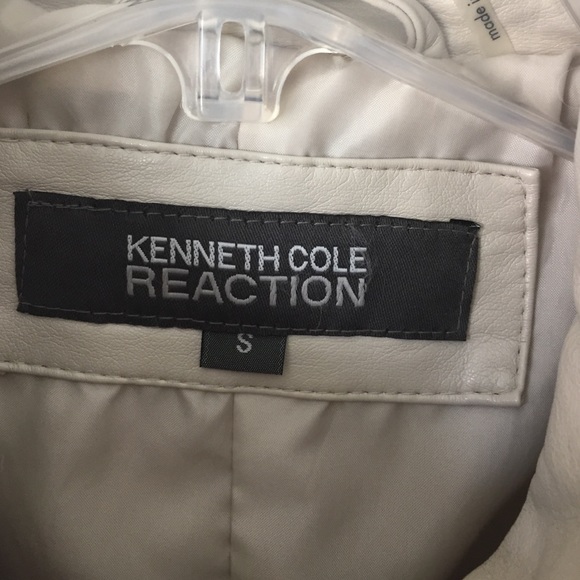 made i
KENNETH COLE
REACTION
S